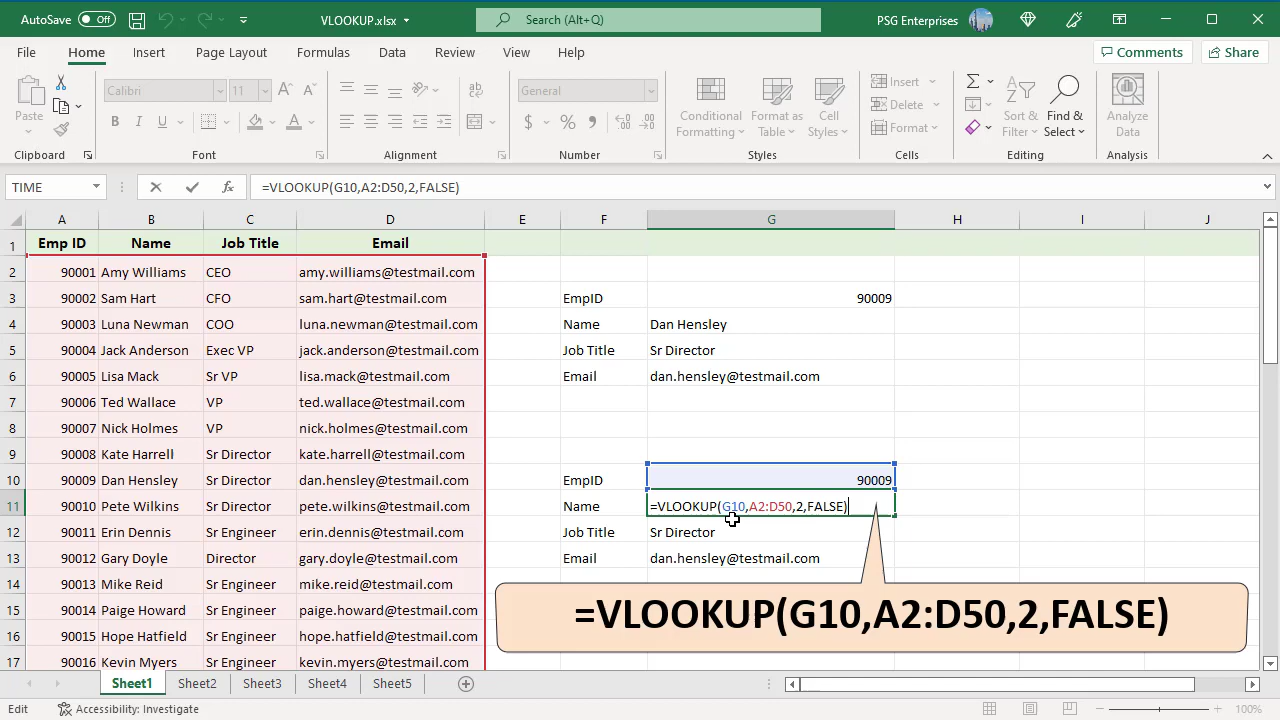 AutoSave Off VLOOKUP.xlsx Search (Alt+Q) PSG Enterprises
File Home Insert Page Layout Formulas Data Review View Help Comments Share
Paste
Clipboard
Calibri 11
B I U A
Font
ab
Alignment
General
$ %
Number
Conditional Formatting
Format as Table
Cell Styles
Styles
Insert
Delete
Format
Cells
Sort & Filter
Find & Select
Editing
Analyze Data
Analysis
TIME fx =VLOOKUP(G10,A2:D50,2,FALSE)
A B C D E F G H I J
1 Emp ID Name Job Title Email
2 90001 Amy Williams CEO amy.williams@testmail.com
3 90002 Sam Hart CFO sam.hart@testmail.com EmpID 90009
4 90003 Luna Newman COO luna.newman@testmail.com Name Dan Hensley
5 90004 Jack Anderson Exec VP jack.anderson@testmail.com Job Title Sr Director
6 90005 Lisa Mack Sr VP lisa.mack@testmail.com Email dan.hensley@testmail.com
7 90006 Ted Wallace VP ted.wallace@testmail.com
8 90007 Nick Holmes VP nick.holmes@testmail.com
9 90008 Kate Harrell Sr Director kate.harrell@testmail.com
10 90009 Dan Hensley Sr Director dan.hensley@testmail.com EmpID 90009
11 90010 Pete Wilkins Sr Director pete.wilkins@testmail.com Name =VLOOKUP(G10,A2:D50,2,FALSE)
12 90011 Erin Dennis Sr Engineer erin.dennis@testmail.com Job Title Sr Director
13 90012 Gary Doyle Director gary.doyle@testmail.com Email dan.hensley@testmail.com
14 90013 Mike Reid Sr Engineer mike.reid@testmail.com
15 90014 Paige Howard Sr Engineer paige.howard@testmail.com
16 90015 Hope Hatfield Sr Engineer hope.hatfield@testmail.com
17 90016 Kevin Myers Sr Engineer kevin.myers@testmail.com
=VLOOKUP(G10,A2:D50,2,FALSE)
Sheet1 Sheet2 Sheet3 Sheet4 Sheet5
Edit Accessibility: Investigate 100%